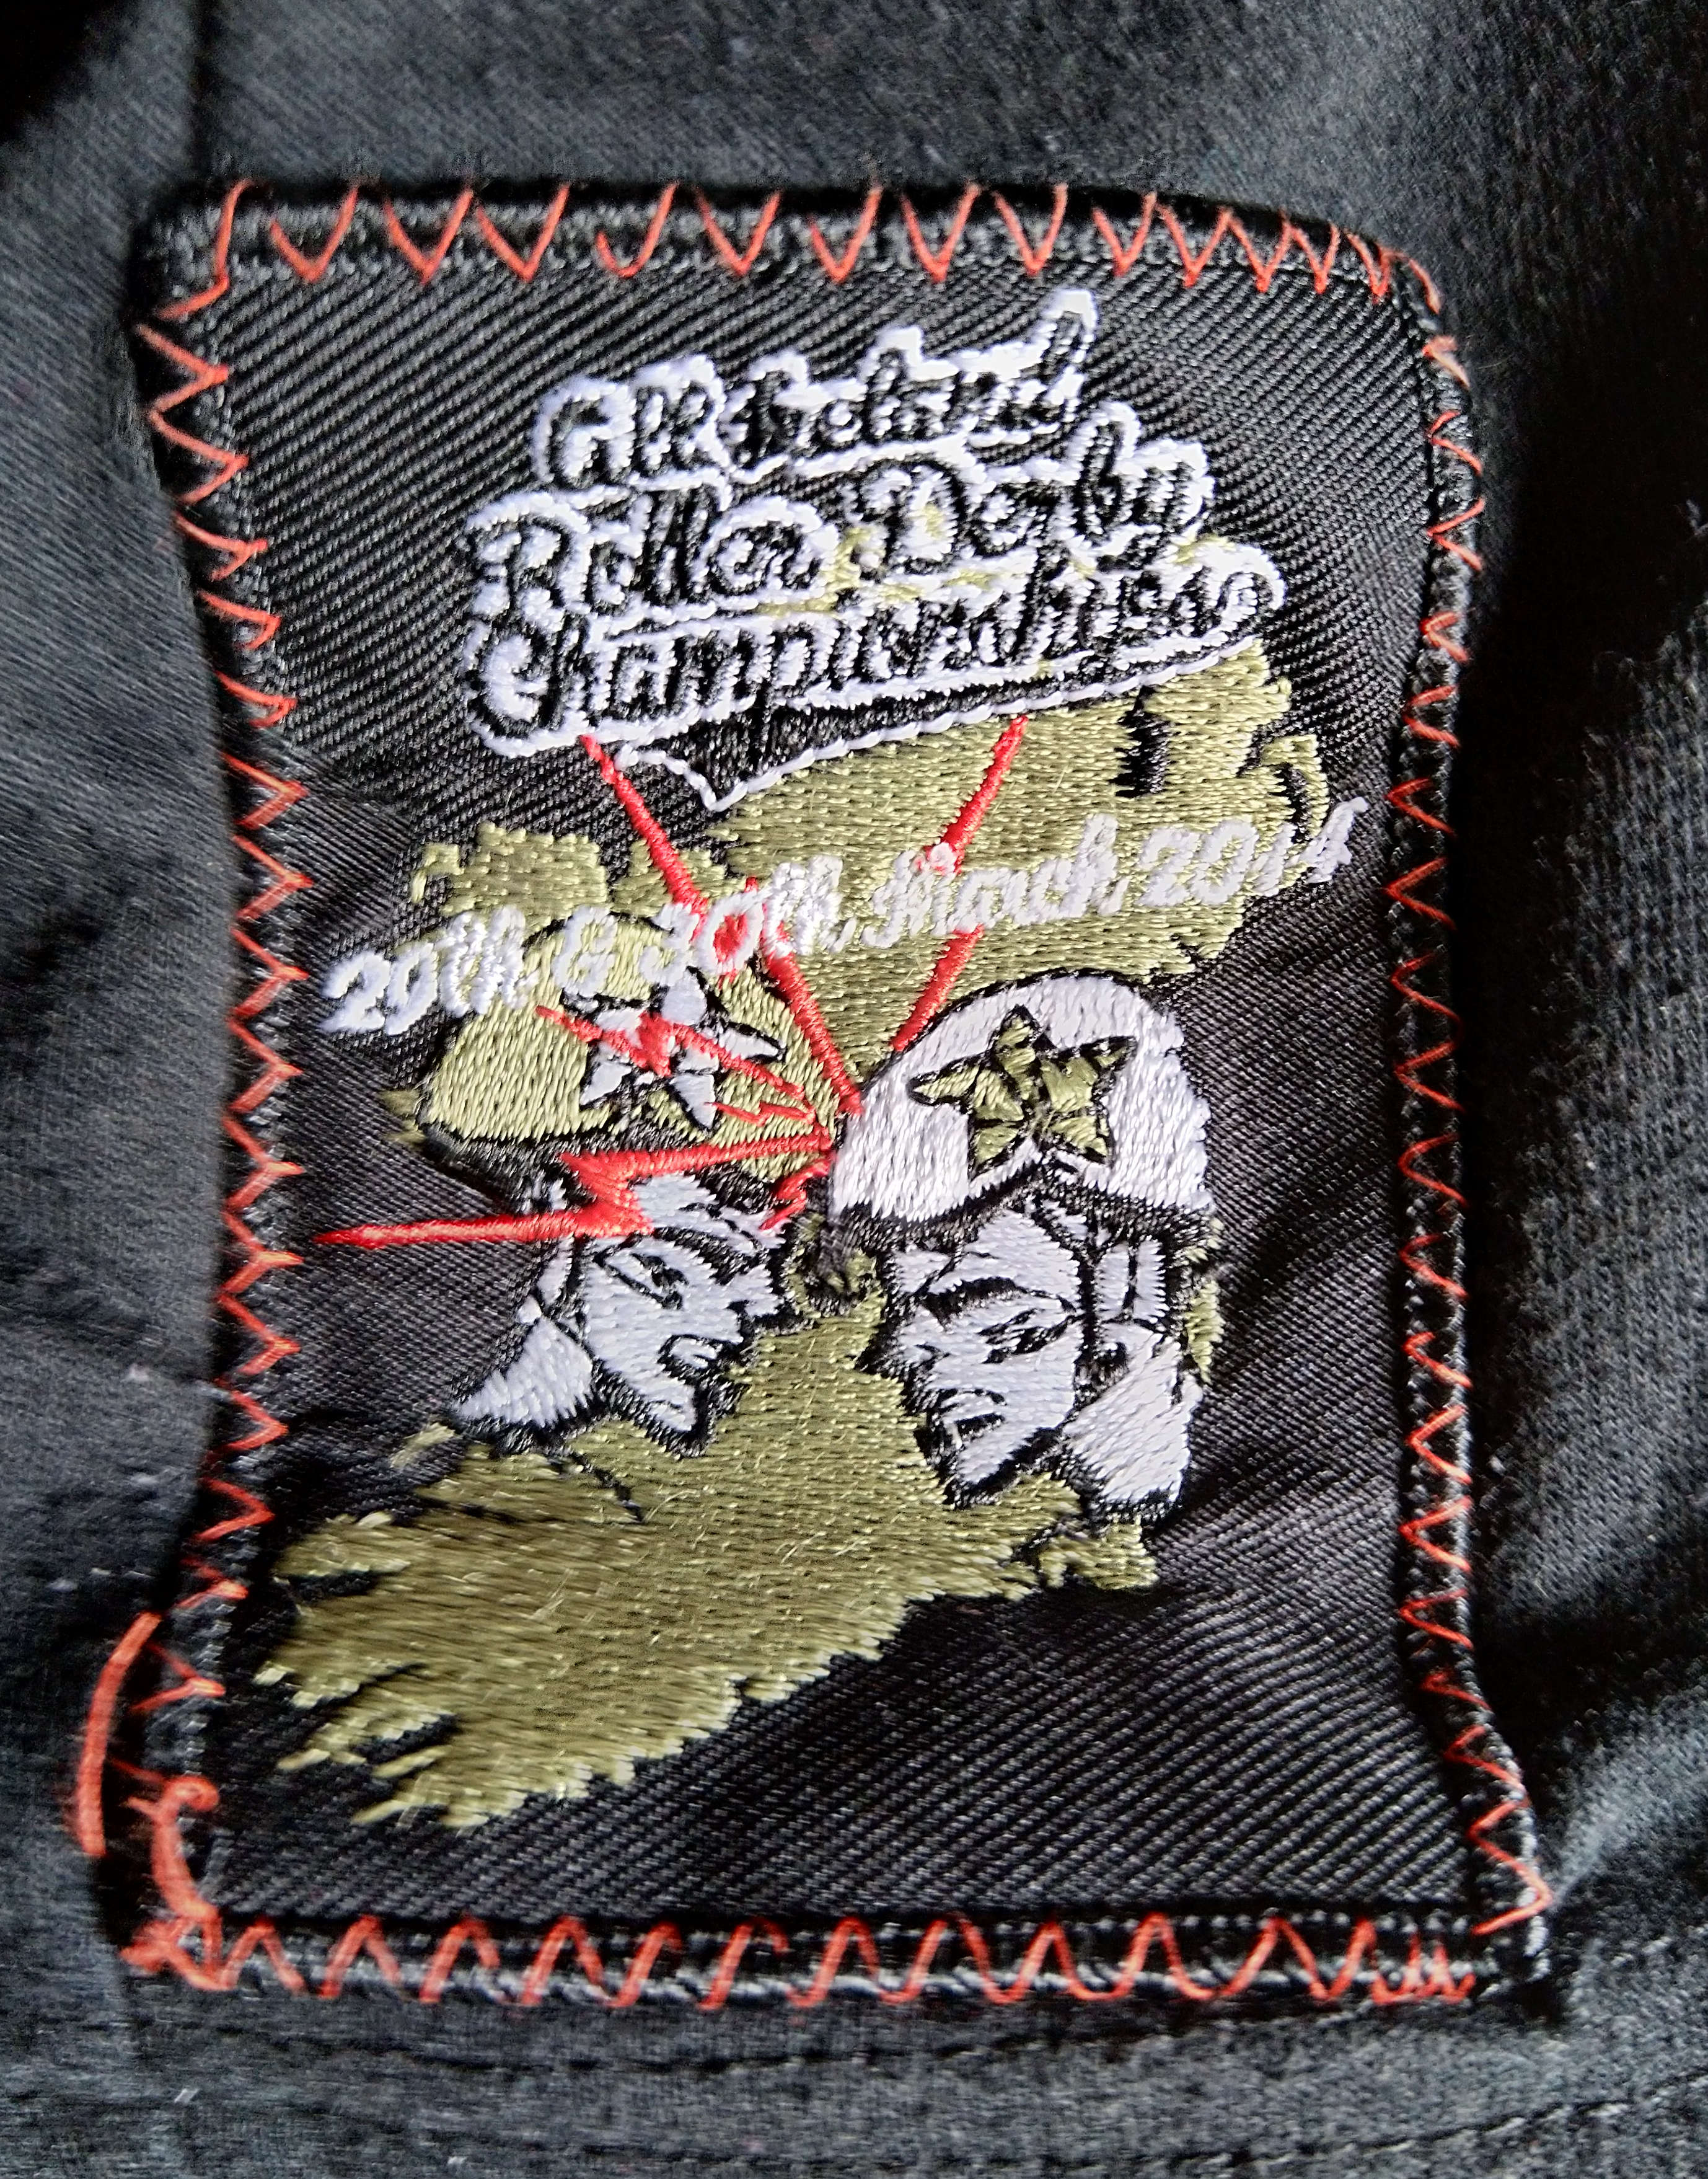 All Ireland
Roller Derby
Championships
29th & 30th March 2014